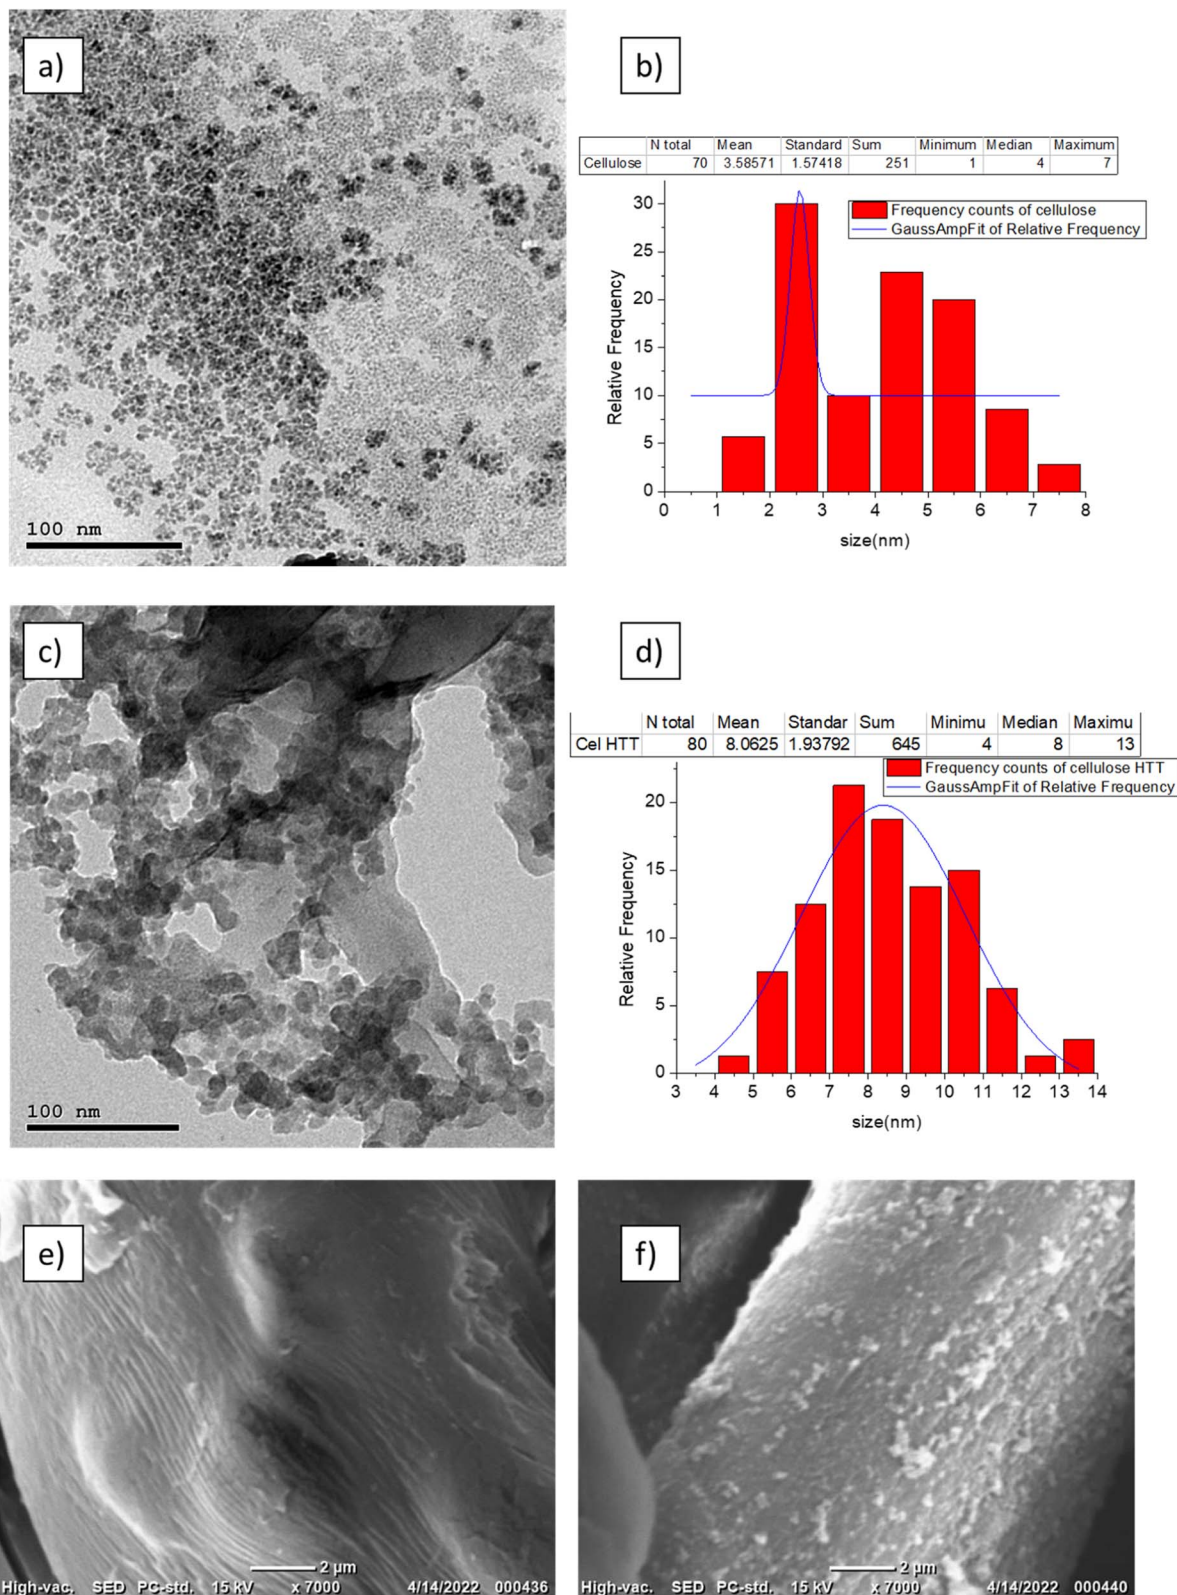 a)
100 nm
b)
N total Mean Standard Sum Minimum Median Maximum
Cellulose 70 3.58571 1.57418 251 1 4 7
Frequency counts of cellulose
GaussAmpFit of Relative Frequency
Relative Frequency
30
25
20
15
10
5
0
0 1 2 3 4 5 6 7 8
size(nm)
c)
100 nm
d)
N total Mean Standar Sum Minimu Median Maximu
Cel HTT 80 8.0625 1.93792 645 4 8 13
Frequency counts of cellulose HTT
GaussAmpFit of Relative Frequency
Relative Frequency
20
15
10
5
0
3 4 5 6 7 8 9 10 11 12 13 14
size(nm)
e)
2 µm
High-vac. SED PC-std. 15 kV x 7000 4/14/2022 000436
f)
2 µm
High-vac. SED PC-std. 15 kV x 7000 4/14/2022 000440